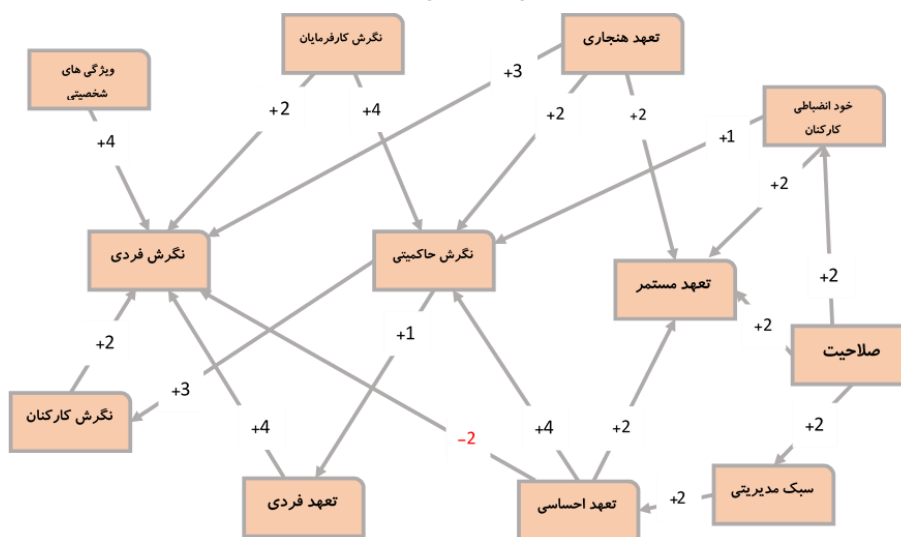 نگرش کارفرمایان
تعهد هنجاری
ویژگی های
شخصیتی
+3
خود انضباطی
کارکنان
+2
+4
+2
+2
+4
+1
+2
نگرش فردی
نگرش حاکمیتی
تعهد مستمر
+2
+2
+1
+2
صلاحیت
+3
نگرش کارکنان
+4
−2
+4
+2
+2
سبک مدیریتی
تعهد فردی
تعهد احساسی
+2